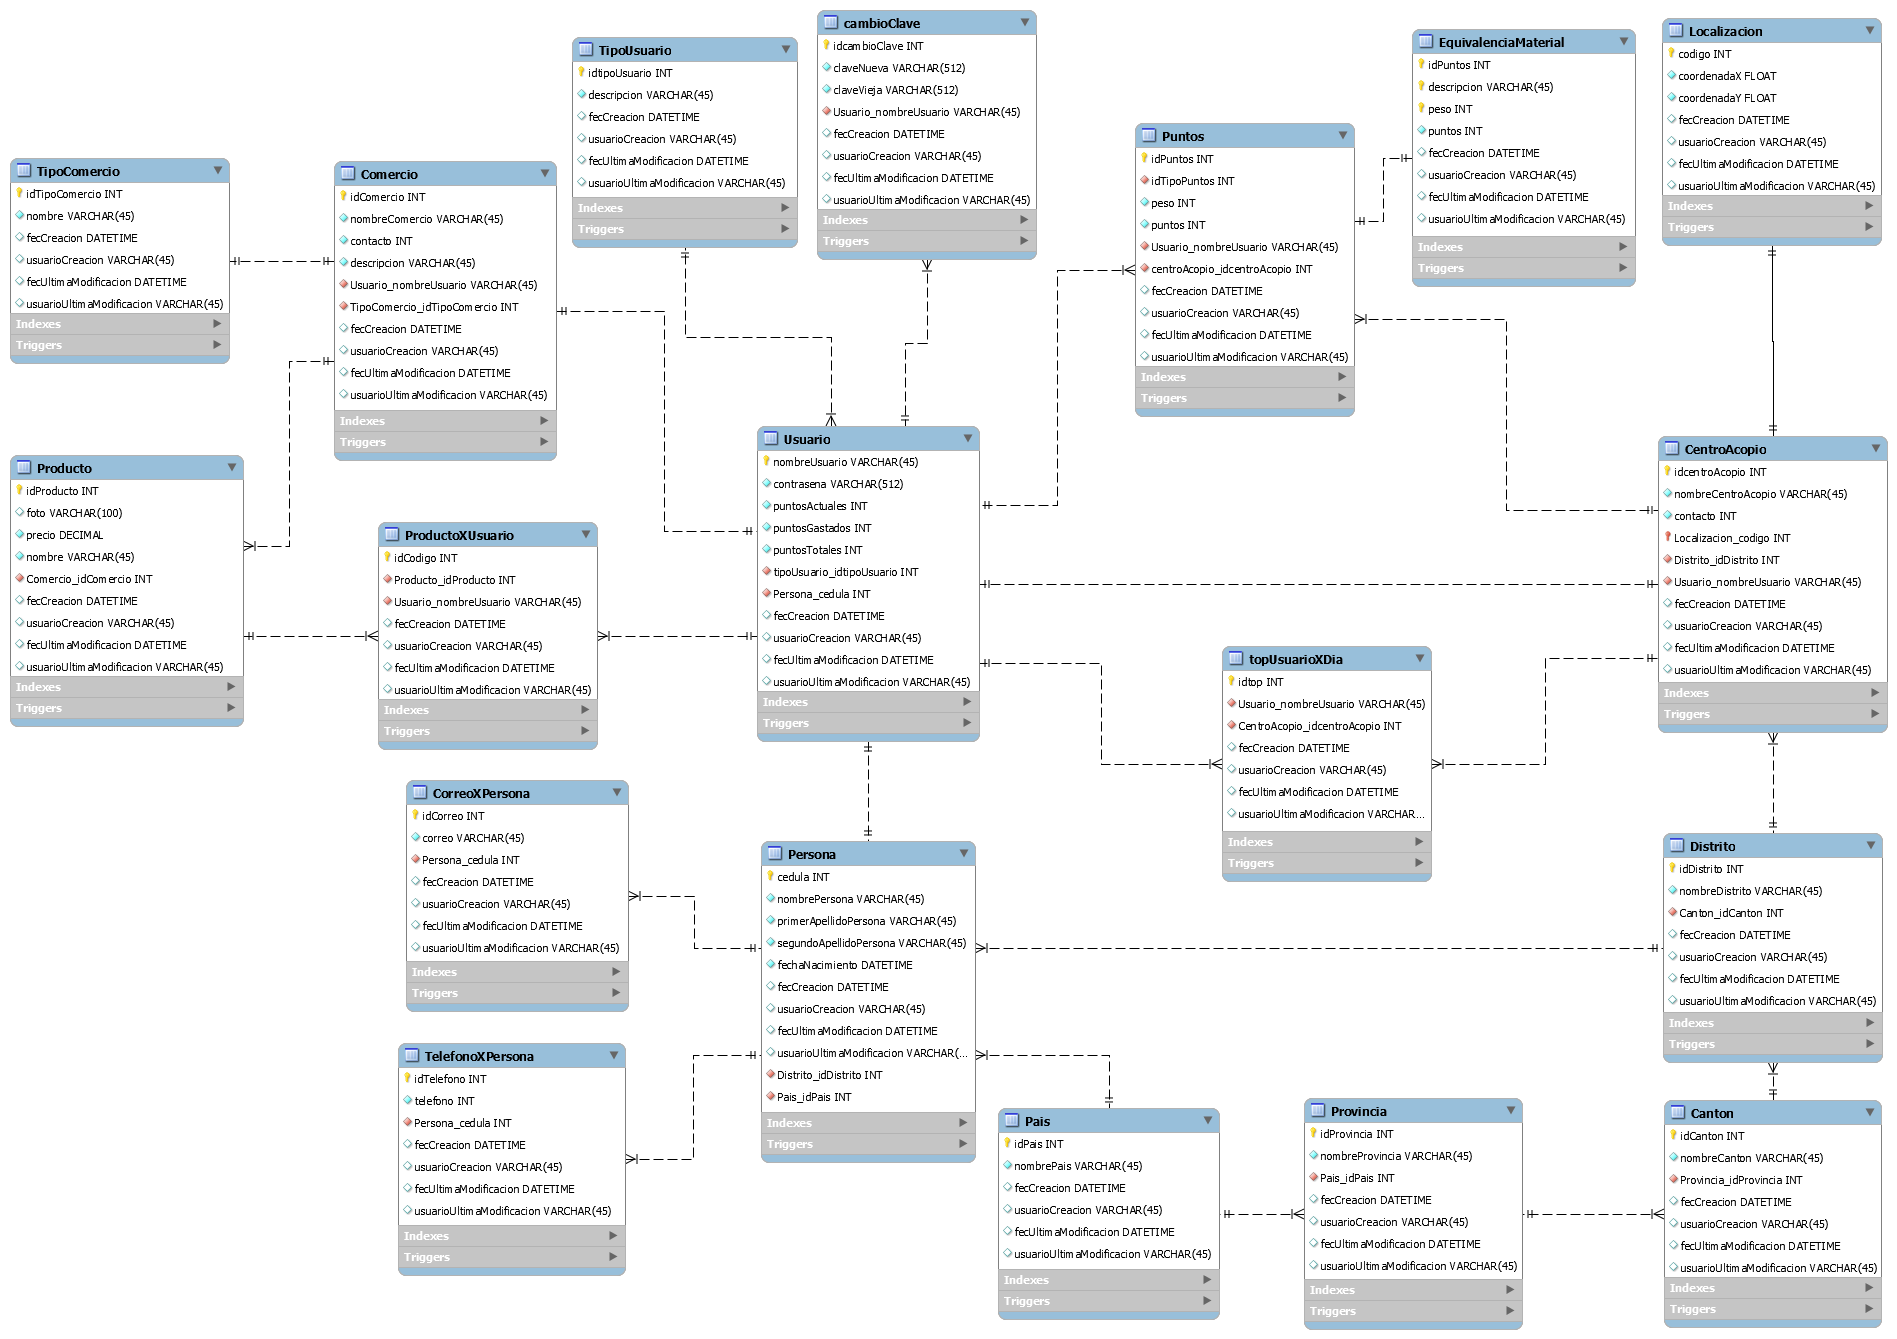 cambioClave
idcambioClave INT
claveNueva VARCHAR(512)
claveVieja VARCHAR(512)
Usuario_nombreUsuario VARCHAR(45)
fecCreacion DATETIME
usuarioCreacion VARCHAR(45)
fecUltimaModificacion DATETIME
usuarioUltimaModificacion VARCHAR(45)
Indexes
Triggers
TipoUsuario
idtipoUsuario INT
descripcion VARCHAR(45)
fecCreacion DATETIME
usuarioCreacion VARCHAR(45)
fecUltimaModificacion DATETIME
usuarioUltimaModificacion VARCHAR(45)
Indexes
Triggers
EquivalenciaMaterial
idPuntos INT
descripcion VARCHAR(45)
peso INT
puntos INT
fecCreacion DATETIME
usuarioCreacion VARCHAR(45)
fecUltimaModificacion DATETIME
usuarioUltimaModificacion VARCHAR(45)
Indexes
Triggers
Localizacion
codigo INT
coordenadaX FLOAT
coordenadaY FLOAT
fecCreacion DATETIME
usuarioCreacion VARCHAR(45)
fecUltimaModificacion DATETIME
usuarioUltimaModificacion VARCHAR(45)
Indexes
Triggers
TipoComercio
idTipoComercio INT
nombre VARCHAR(45)
fecCreacion DATETIME
usuarioCreacion VARCHAR(45)
fecUltimaModificacion DATETIME
usuarioUltimaModificacion VARCHAR(45)
Indexes
Triggers
Comercio
idComercio INT
nombreComercio VARCHAR(45)
contacto INT
descripcion VARCHAR(45)
Usuario_nombreUsuario VARCHAR(45)
TipoComercio_idTipoComercio INT
fecCreacion DATETIME
usuarioCreacion VARCHAR(45)
fecUltimaModificacion DATETIME
usuarioUltimaModificacion VARCHAR(45)
Indexes
Triggers
Puntos
idPuntos INT
idTipoPuntos INT
peso INT
puntos INT
Usuario_nombreUsuario VARCHAR(45)
centroAcopio_idcentroAcopio INT
fecCreacion DATETIME
usuarioCreacion VARCHAR(45)
fecUltimaModificacion DATETIME
usuarioUltimaModificacion VARCHAR(45)
Indexes
Triggers
Producto
idProducto INT
foto VARCHAR(100)
precio DECIMAL
nombre VARCHAR(45)
Comercio_idComercio INT
fecCreacion DATETIME
usuarioCreacion VARCHAR(45)
fecUltimaModificacion DATETIME
usuarioUltimaModificacion VARCHAR(45)
Indexes
Triggers
ProductoXUsuario
idCodigo INT
Producto_idProducto INT
Usuario_nombreUsuario VARCHAR(45)
fecCreacion DATETIME
usuarioCreacion VARCHAR(45)
fecUltimaModificacion DATETIME
usuarioUltimaModificacion VARCHAR(45)
Indexes
Triggers
Usuario
nombreUsuario VARCHAR(45)
contrasena VARCHAR(512)
puntosActuales INT
puntosGastados INT
puntosTotales INT
tipoUsuario_idtipoUsuario INT
Persona_cedula INT
fecCreacion DATETIME
usuarioCreacion VARCHAR(45)
fecUltimaModificacion DATETIME
usuarioUltimaModificacion VARCHAR(45)
Indexes
Triggers
CentroAcopio
idcentroAcopio INT
nombreCentroAcopio VARCHAR(45)
contacto INT
Localizacion_codigo INT
Distrito_idDistrito INT
Usuario_nombreUsuario VARCHAR(45)
fecCreacion DATETIME
usuarioCreacion VARCHAR(45)
fecUltimaModificacion DATETIME
usuarioUltimaModificacion VARCHAR(45)
Indexes
Triggers
topUsuarioXDia
idtop INT
Usuario_nombreUsuario VARCHAR(45)
CentroAcopio_idcentroAcopio INT
fecCreacion DATETIME
usuarioCreacion VARCHAR(45)
fecUltimaModificacion DATETIME
usuarioUltimaModificacion VARCHAR...
Indexes
Triggers
CorreoXPersona
idCorreo INT
correo VARCHAR(45)
Persona_cedula INT
fecCreacion DATETIME
usuarioCreacion VARCHAR(45)
fecUltimaModificacion DATETIME
usuarioUltimaModificacion VARCHAR(45)
Indexes
Triggers
Persona
cedula INT
nombrePersona VARCHAR(45)
primerApellidoPersona VARCHAR(45)
segundoApellidoPersona VARCHAR(45)
fechaNacimiento DATETIME
fecCreacion DATETIME
usuarioCreacion VARCHAR(45)
fecUltimaModificacion DATETIME
usuarioUltimaModificacion VARCHAR(...
Distrito_idDistrito INT
Pais_idPais INT
Indexes
Triggers
Distrito
idDistrito INT
nombreDistrito VARCHAR(45)
Canton_idCanton INT
fecCreacion DATETIME
usuarioCreacion VARCHAR(45)
fecUltimaModificacion DATETIME
usuarioUltimaModificacion VARCHAR(45)
Indexes
Triggers
TelefonoXPersona
idTelefono INT
telefono INT
Persona_cedula INT
fecCreacion DATETIME
usuarioCreacion VARCHAR(45)
fecUltimaModificacion DATETIME
usuarioUltimaModificacion VARCHAR(45)
Indexes
Triggers
Pais
idPais INT
nombrePais VARCHAR(45)
fecCreacion DATETIME
usuarioCreacion VARCHAR(45)
fecUltimaModificacion DATETIME
usuarioUltimaModificacion VARCHAR(45)
Indexes
Triggers
Provincia
idProvincia INT
nombreProvincia VARCHAR(45)
Pais_idPais INT
fecCreacion DATETIME
usuarioCreacion VARCHAR(45)
fecUltimaModificacion DATETIME
usuarioUltimaModificacion VARCHAR(45)
Indexes
Triggers
Canton
idCanton INT
nombreCanton VARCHAR(45)
Provincia_idProvincia INT
fecCreacion DATETIME
usuarioCreacion VARCHAR(45)
fecUltimaModificacion DATETIME
usuarioUltimaModificacion VARCHAR(45)
Indexes
Triggers